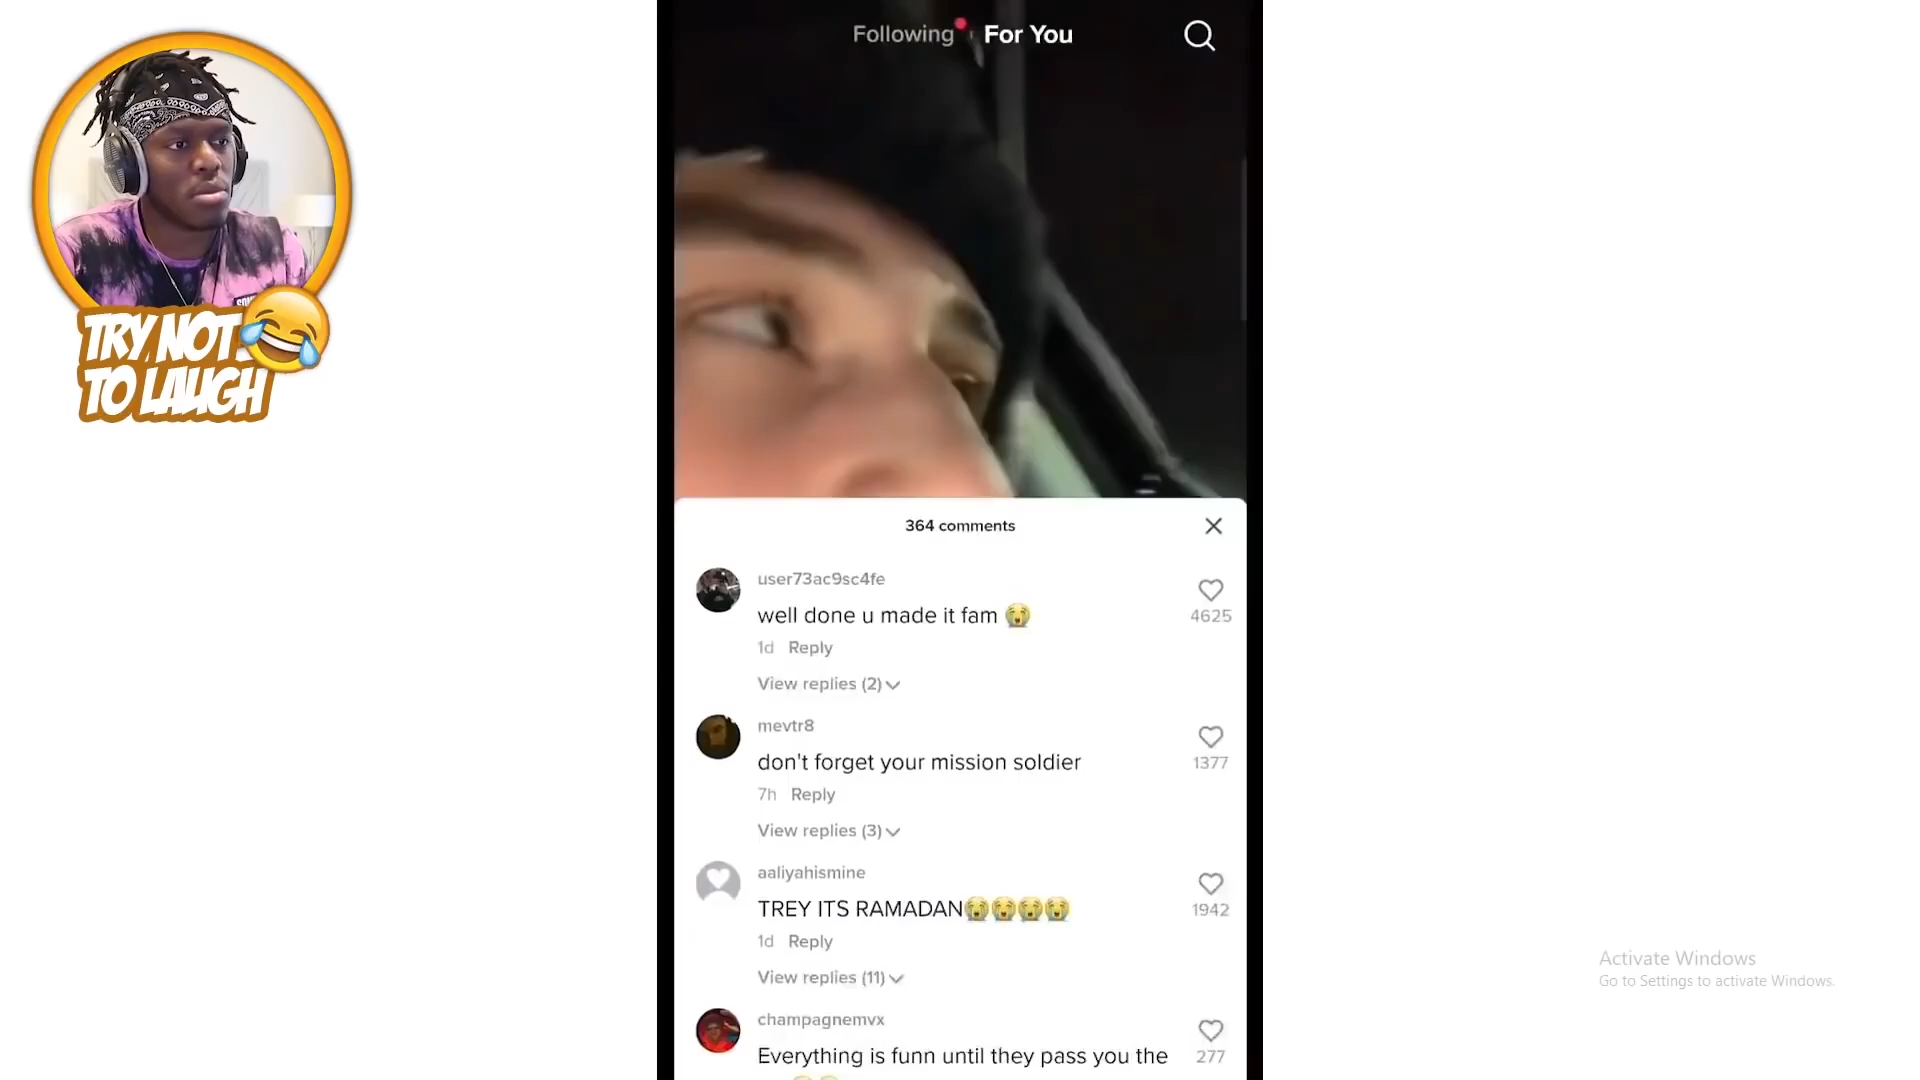 Following
For You
TRY NOT
TO LAUGH
364 comments
user73ac9sc4fe
4625
well done u made it fam 😭
1d Reply
View replies (2)
mevtr8
1377
don't forget your mission soldier
7h Reply
View replies (3)
aaliyahismine
1942
TREY ITS RAMADAN😭😭😭😭
1d Reply
View replies (11)
champagnemvx
277
Everything is funn until they pass you the
Activate Windows
Go to Settings to activate Windows.